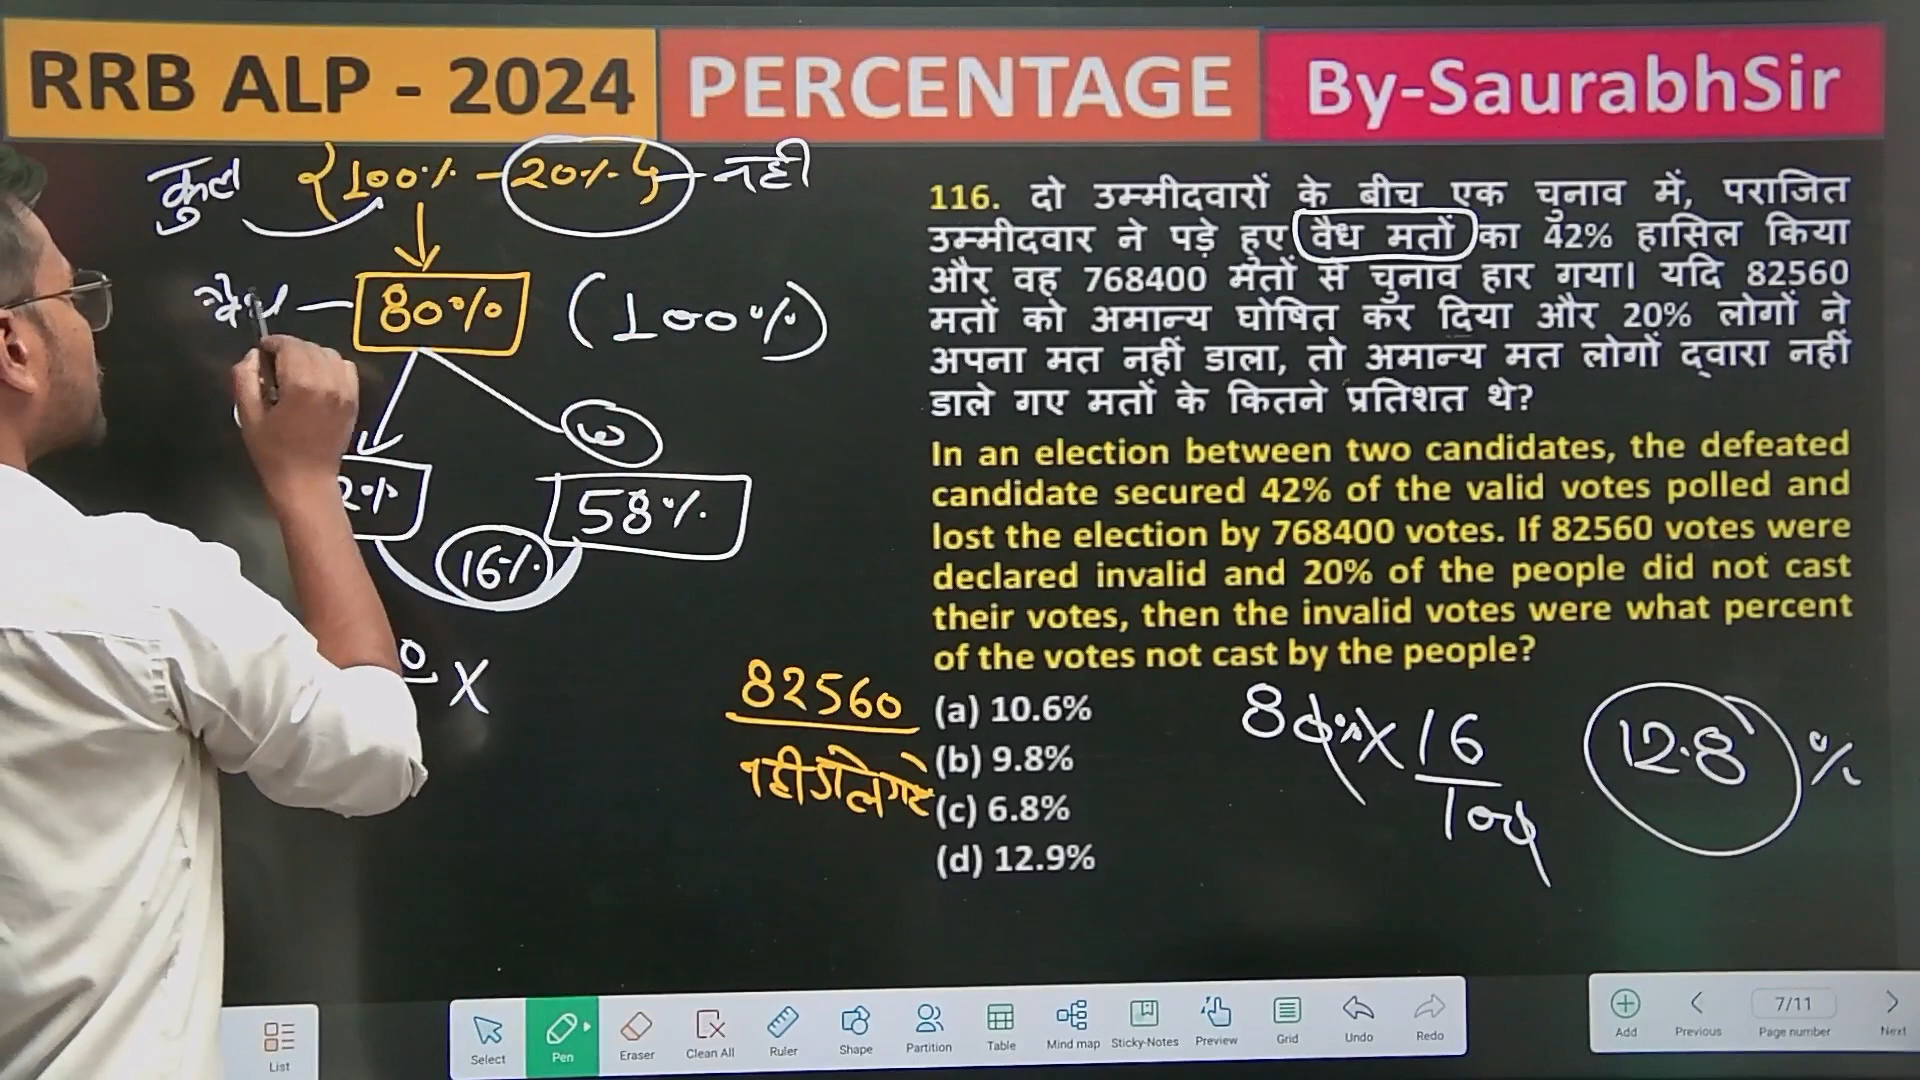 RRB ALP - 2024 PERCENTAGE By-SaurabhSir
कुल 100% - 20% नही
80% (100%)
2% 58%
16%
0 X
82560
नही डाले गये
116. दो उम्मीदवारों के बीच एक चुनाव में, पराजित
उम्मीदवार ने पड़े हुए वैध मतों का 42% हासिल किया
और वह 768400 मतों से चुनाव हार गया। यदि 82560
मतों को अमान्य घोषित कर दिया और 20% लोगों ने
अपना मत नहीं डाला, तो अमान्य मत लोगों द्वारा नहीं
डाले गए मतों के कितने प्रतिशत थे?
In an election between two candidates, the defeated
candidate secured 42% of the valid votes polled and
lost the election by 768400 votes. If 82560 votes were
declared invalid and 20% of the people did not cast
their votes, then the invalid votes were what percent
of the votes not cast by the people?
(a) 10.6%
(b) 9.8%
(c) 6.8%
(d) 12.9%
80% X 16
100
12.8 %
List Select Pen Eraser Clean All Ruler Shape Partition Table Mind map Sticky-Notes Preview Grid Undo Redo Add Previous 7/11 Page number Next